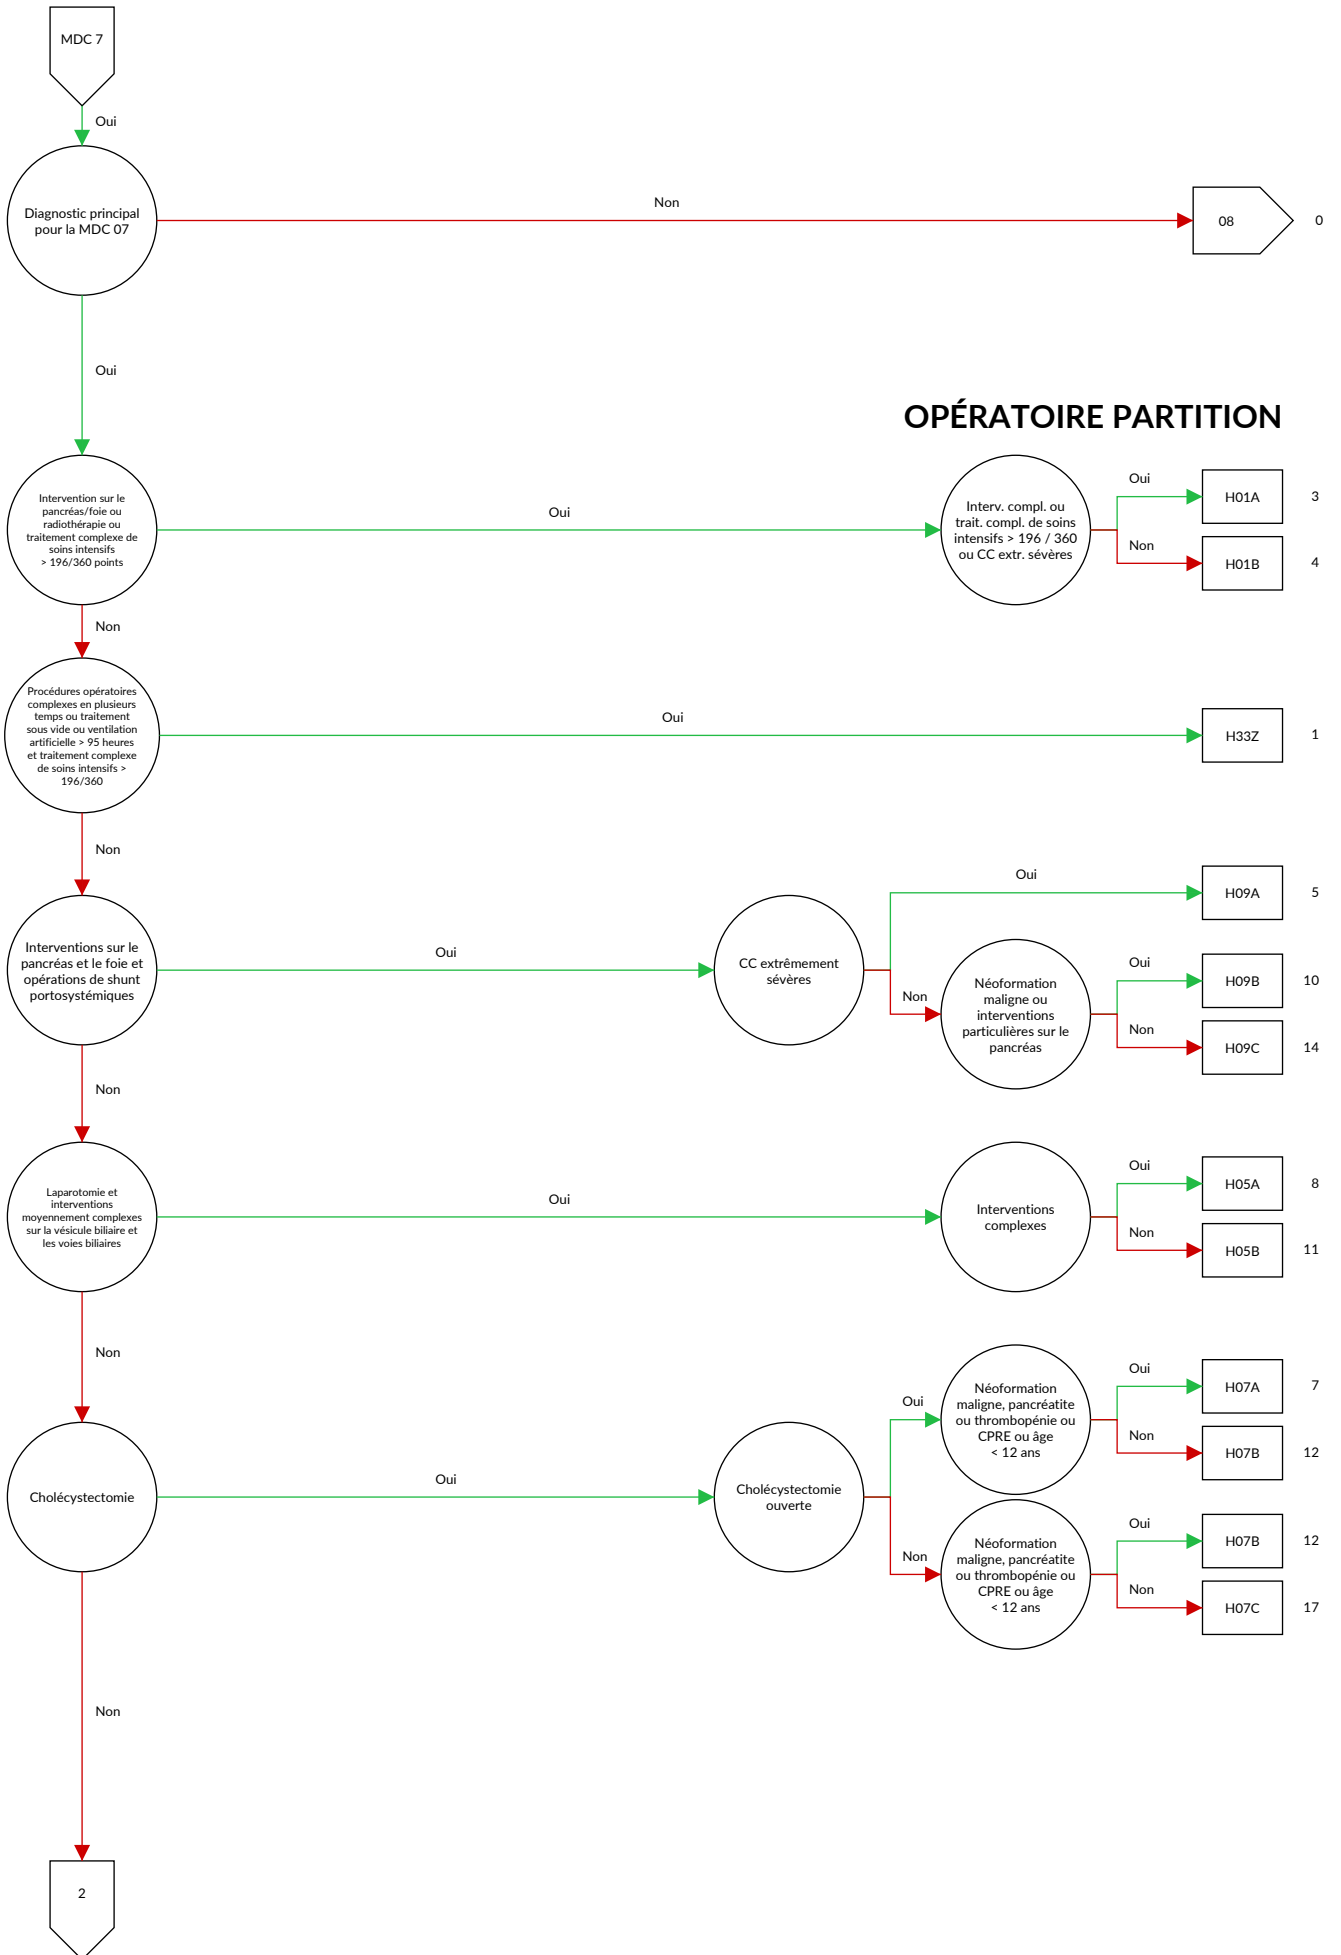 MDC 7
Oui
Diagnostic principal
pour la MDC 07
Non
08
0
Oui
OPÉRATOIRE PARTITION
Intervention sur le
pancréas/foie ou
radiothérapie ou
traitement complexe de
soins intensifs
> 196/360 points
Oui
Interv. compl. ou
trait. compl. de soins
intensifs > 196 / 360
ou CC extr. sévères
Oui
H01A
3
Non
H01B
4
Non
Procédures opératoires
complexes en plusieurs
temps ou traitement
sous vide ou ventilation
artificielle > 95 heures
et traitement complexe
de soins intensifs >
196/360
Oui
H33Z
1
Non
Interventions sur le
pancréas et le foie et
opérations de shunt
portosystémiques
Oui
CC extrêmement
sévères
Oui
H09A
5
Non
Néoformation
maligne ou
interventions
particulières sur le
pancréas
Oui
H09B
10
Non
H09C
14
Non
Laparotomie et
interventions
moyennement complexes
sur la vésicule biliaire et
les voies biliaires
Oui
Interventions
complexes
Oui
H05A
8
Non
H05B
11
Non
Cholécystectomie
Oui
Cholécystectomie
ouverte
Oui
Néoformation
maligne, pancréatite
ou thrombopénie ou
CPRE ou âge
< 12 ans
Oui
H07A
7
Non
H07B
12
Non
Néoformation
maligne, pancréatite
ou thrombopénie ou
CPRE ou âge
< 12 ans
Oui
H07B
12
Non
H07C
17
Non
2